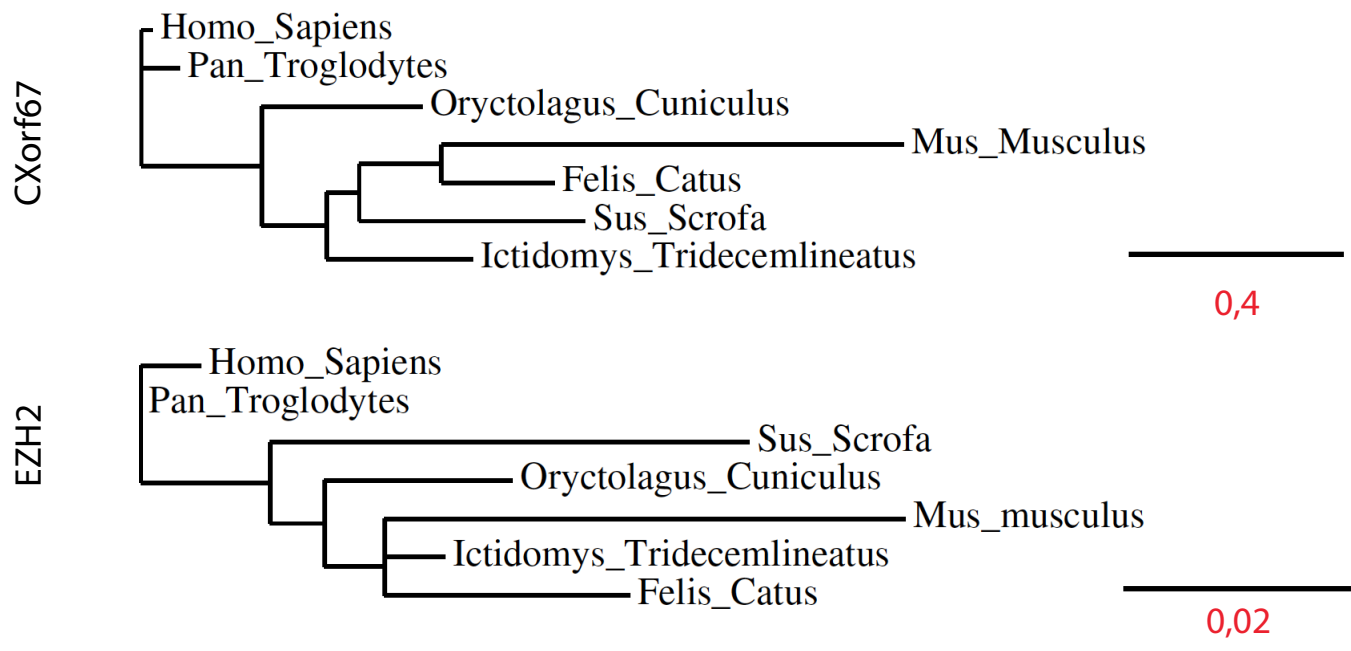 CXorf67
Homo_Sapiens
Pan_Troglodytes
Oryctolagus_Cuniculus
Mus_Musculus
Felis_Catus
Sus_Scrofa
Ictidomys_Tridecemlineatus
0,4
EZH2
Homo_Sapiens
Pan_Troglodytes
Sus_Scrofa
Oryctolagus_Cuniculus
Mus_musculus
Ictidomys_Tridecemlineatus
Felis_Catus
0,02